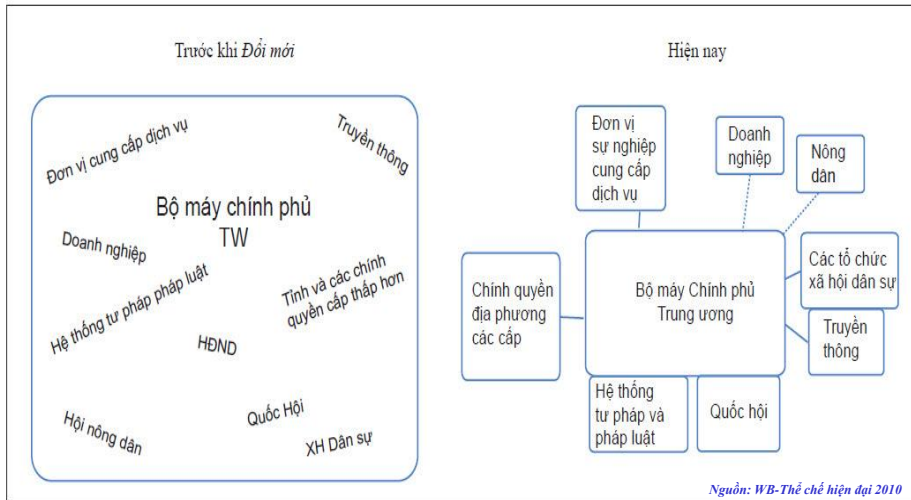 Trước khi Đổi mới
Đơn vị cung cấp dịch vụ
Truyền thông
Bộ máy chính phủ
TW
Doanh nghiệp
Hệ thống tư pháp pháp luật
Tỉnh và các chính
quyền cấp thấp hơn
HĐND
Hội nông dân
Quốc Hội
XH Dân sự
Hiện nay
Đơn vị
sự nghiệp
cung cấp
dịch vụ
Doanh
nghiệp
Nông
dân
Chính quyền
địa phương
các cấp
Bộ máy Chính phủ
Trung ương
Các tổ chức
xã hội dân sự
Truyền
thông
Hệ thống
tư pháp và
pháp luật
Quốc hội
Nguồn: WB-Thể chế hiện đại 2010